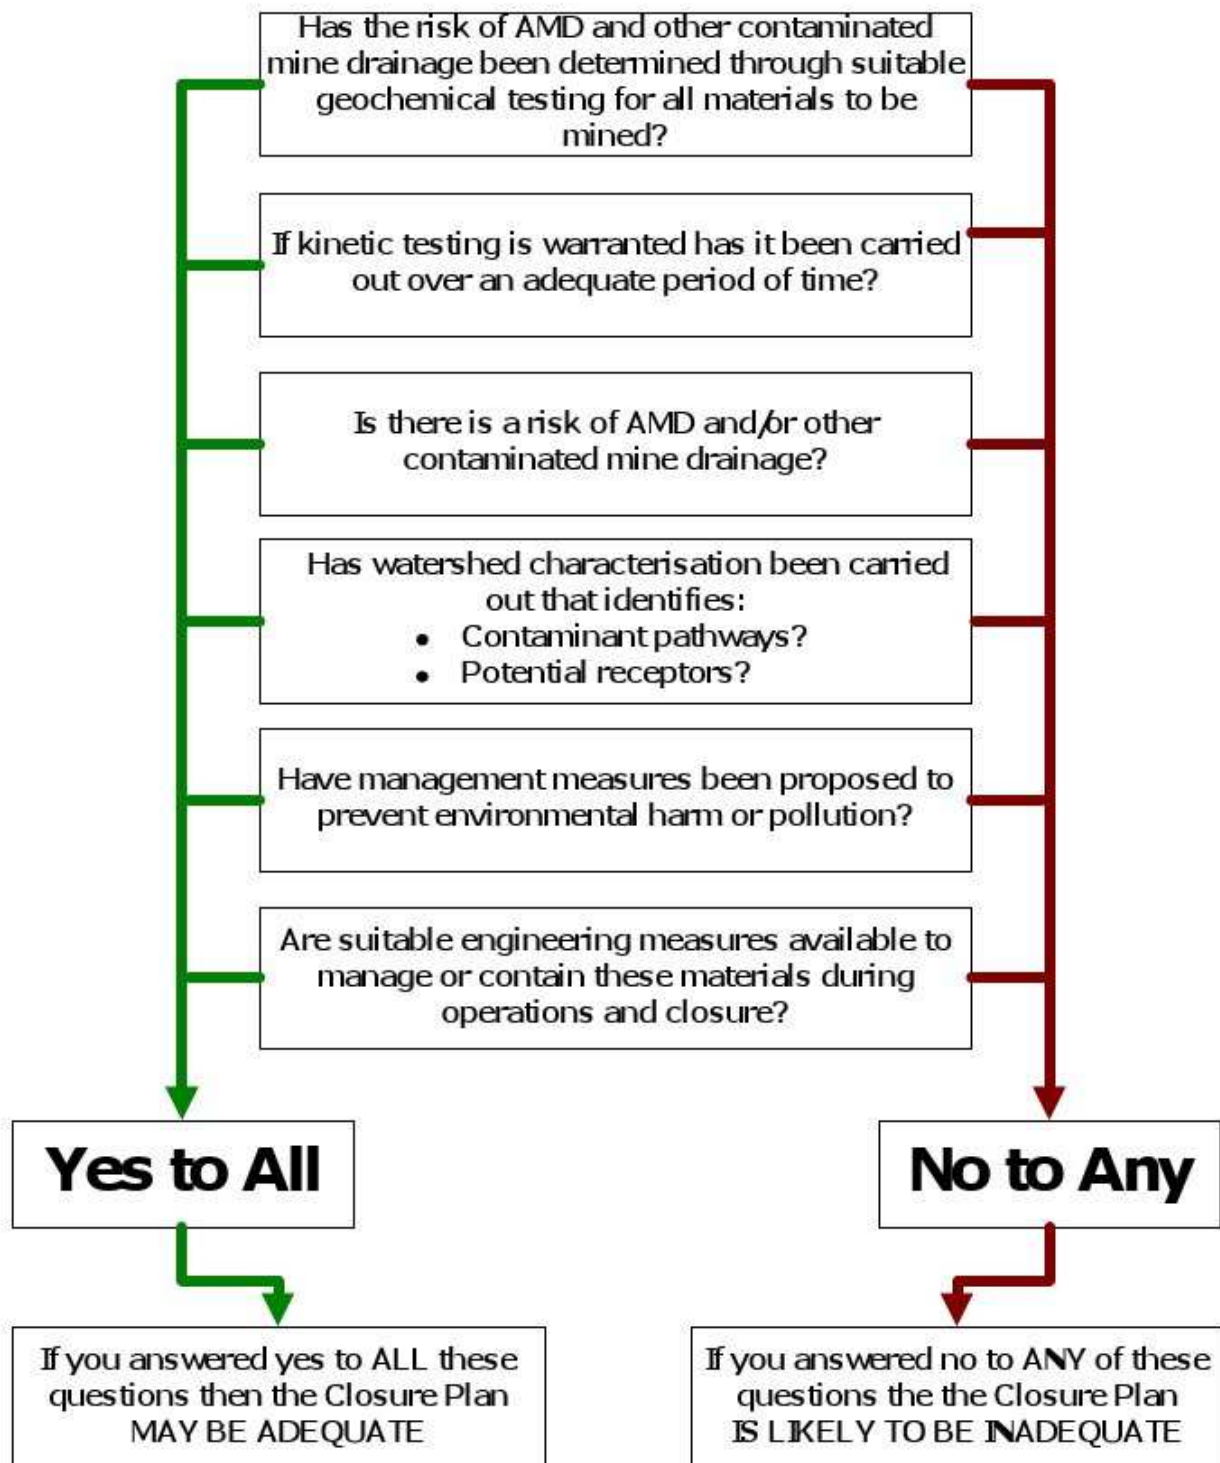 Has the risk of AMD and other contaminated
mine drainage been determined through suitable
geochemical testing for all materials to be
mined?
If kinetic testing is warranted has it been carried
out over an adequate period of time?
Is there is a risk of AMD and/or other
contaminated mine drainage?
Has watershed characterisation been carried
out that identifies:
• Contaminant pathways?
• Potential receptors?
Have management measures been proposed to
prevent environmental harm or pollution?
Are suitable engineering measures available to
manage or contain these materials during
operations and closure?
Yes to All
No to Any
If you answered yes to ALL these
questions then the Closure Plan
MAY BE ADEQUATE
If you answered no to ANY of these
questions the the Closure Plan
IS LIKELY TO BE INADEQUATE